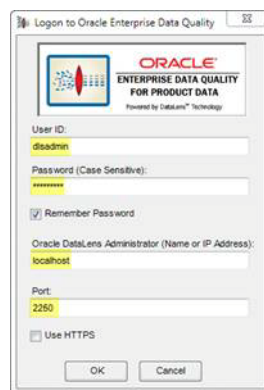 Logon to Oracle Enterprise Data Quality
ORACLE
ENTERPRISE DATA QUALITY
FOR PRODUCT DATA
Powered by DataLens™ Technology
User ID:
dlsadmin
Password (Case Sensitive):
*********
Remember Password
Oracle DataLens Administrator (Name or IP Address):
localhost
Port:
2260
Use HTTPS
OK Cancel